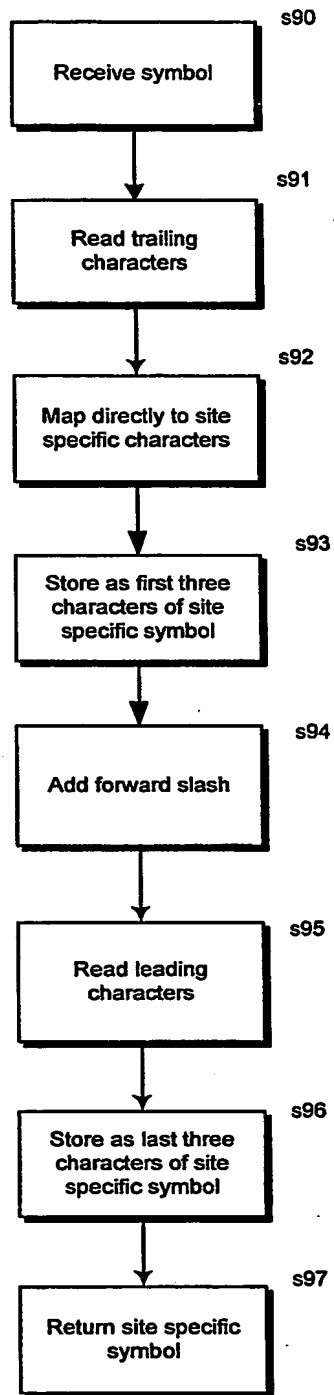 s90
Receive symbol
s91
Read trailing
characters
s92
Map directly to site
specific characters
s93
Store as first three
characters of site
specific symbol
s94
Add forward slash
s95
Read leading
characters
s96
Store as last three
characters of site
specific symbol
s97
Return site specific
symbol